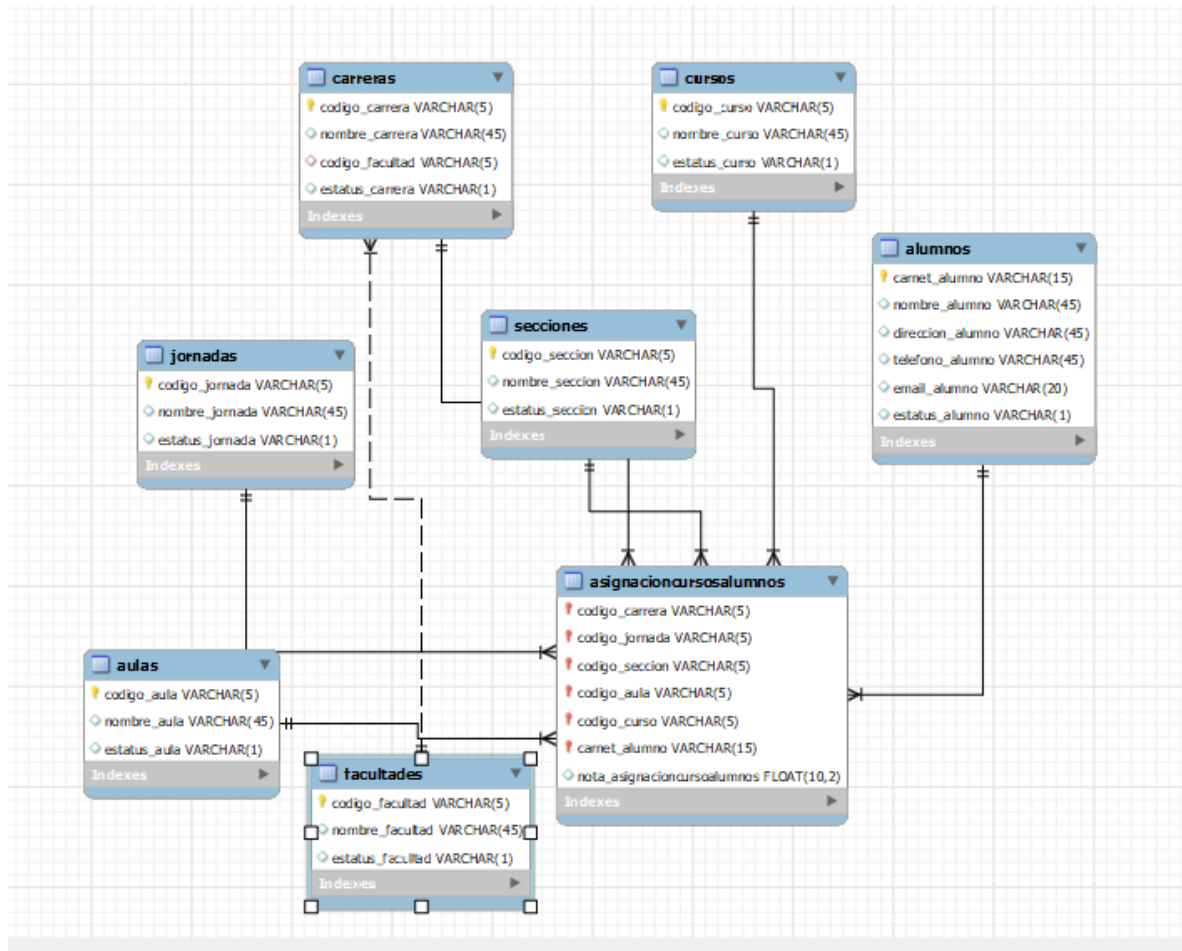 carreras
codigo_carrera VARCHAR(5)
nombre_carrera VARCHAR(45)
codigo_facultad VARCHAR(5)
estatus_carrera VARCHAR(1)
Indexes
cursos
codigo_curso VARCHAR(5)
nombre_curso VARCHAR(45)
estatus_curso VARCHAR(1)
Indexes
alumnos
carnet_alumno VARCHAR(15)
nombre_alumno VARCHAR(45)
direccion_alumno VARCHAR(45)
telefono_alumno VARCHAR(45)
email_alumno VARCHAR(20)
estatus_alumno VARCHAR(1)
Indexes
secciones
codigo_seccion VARCHAR(5)
nombre_seccion VARCHAR(45)
estatus_seccion VARCHAR(1)
Indexes
jornadas
codigo_jornada VARCHAR(5)
nombre_jornada VARCHAR(45)
estatus_jornada VARCHAR(1)
Indexes
asignacioncursosalumnos
codigo_carrera VARCHAR(5)
codigo_jornada VARCHAR(5)
codigo_seccion VARCHAR(5)
codigo_aula VARCHAR(5)
codigo_curso VARCHAR(5)
carnet_alumno VARCHAR(15)
nota_asignacioncursoalumnos FLOAT(10,2)
Indexes
aulas
codigo_aula VARCHAR(5)
nombre_aula VARCHAR(45)
estatus_aula VARCHAR(1)
Indexes
facultades
codigo_facultad VARCHAR(5)
nombre_facultad VARCHAR(45)
estatus_facultad VARCHAR(1)
Indexes